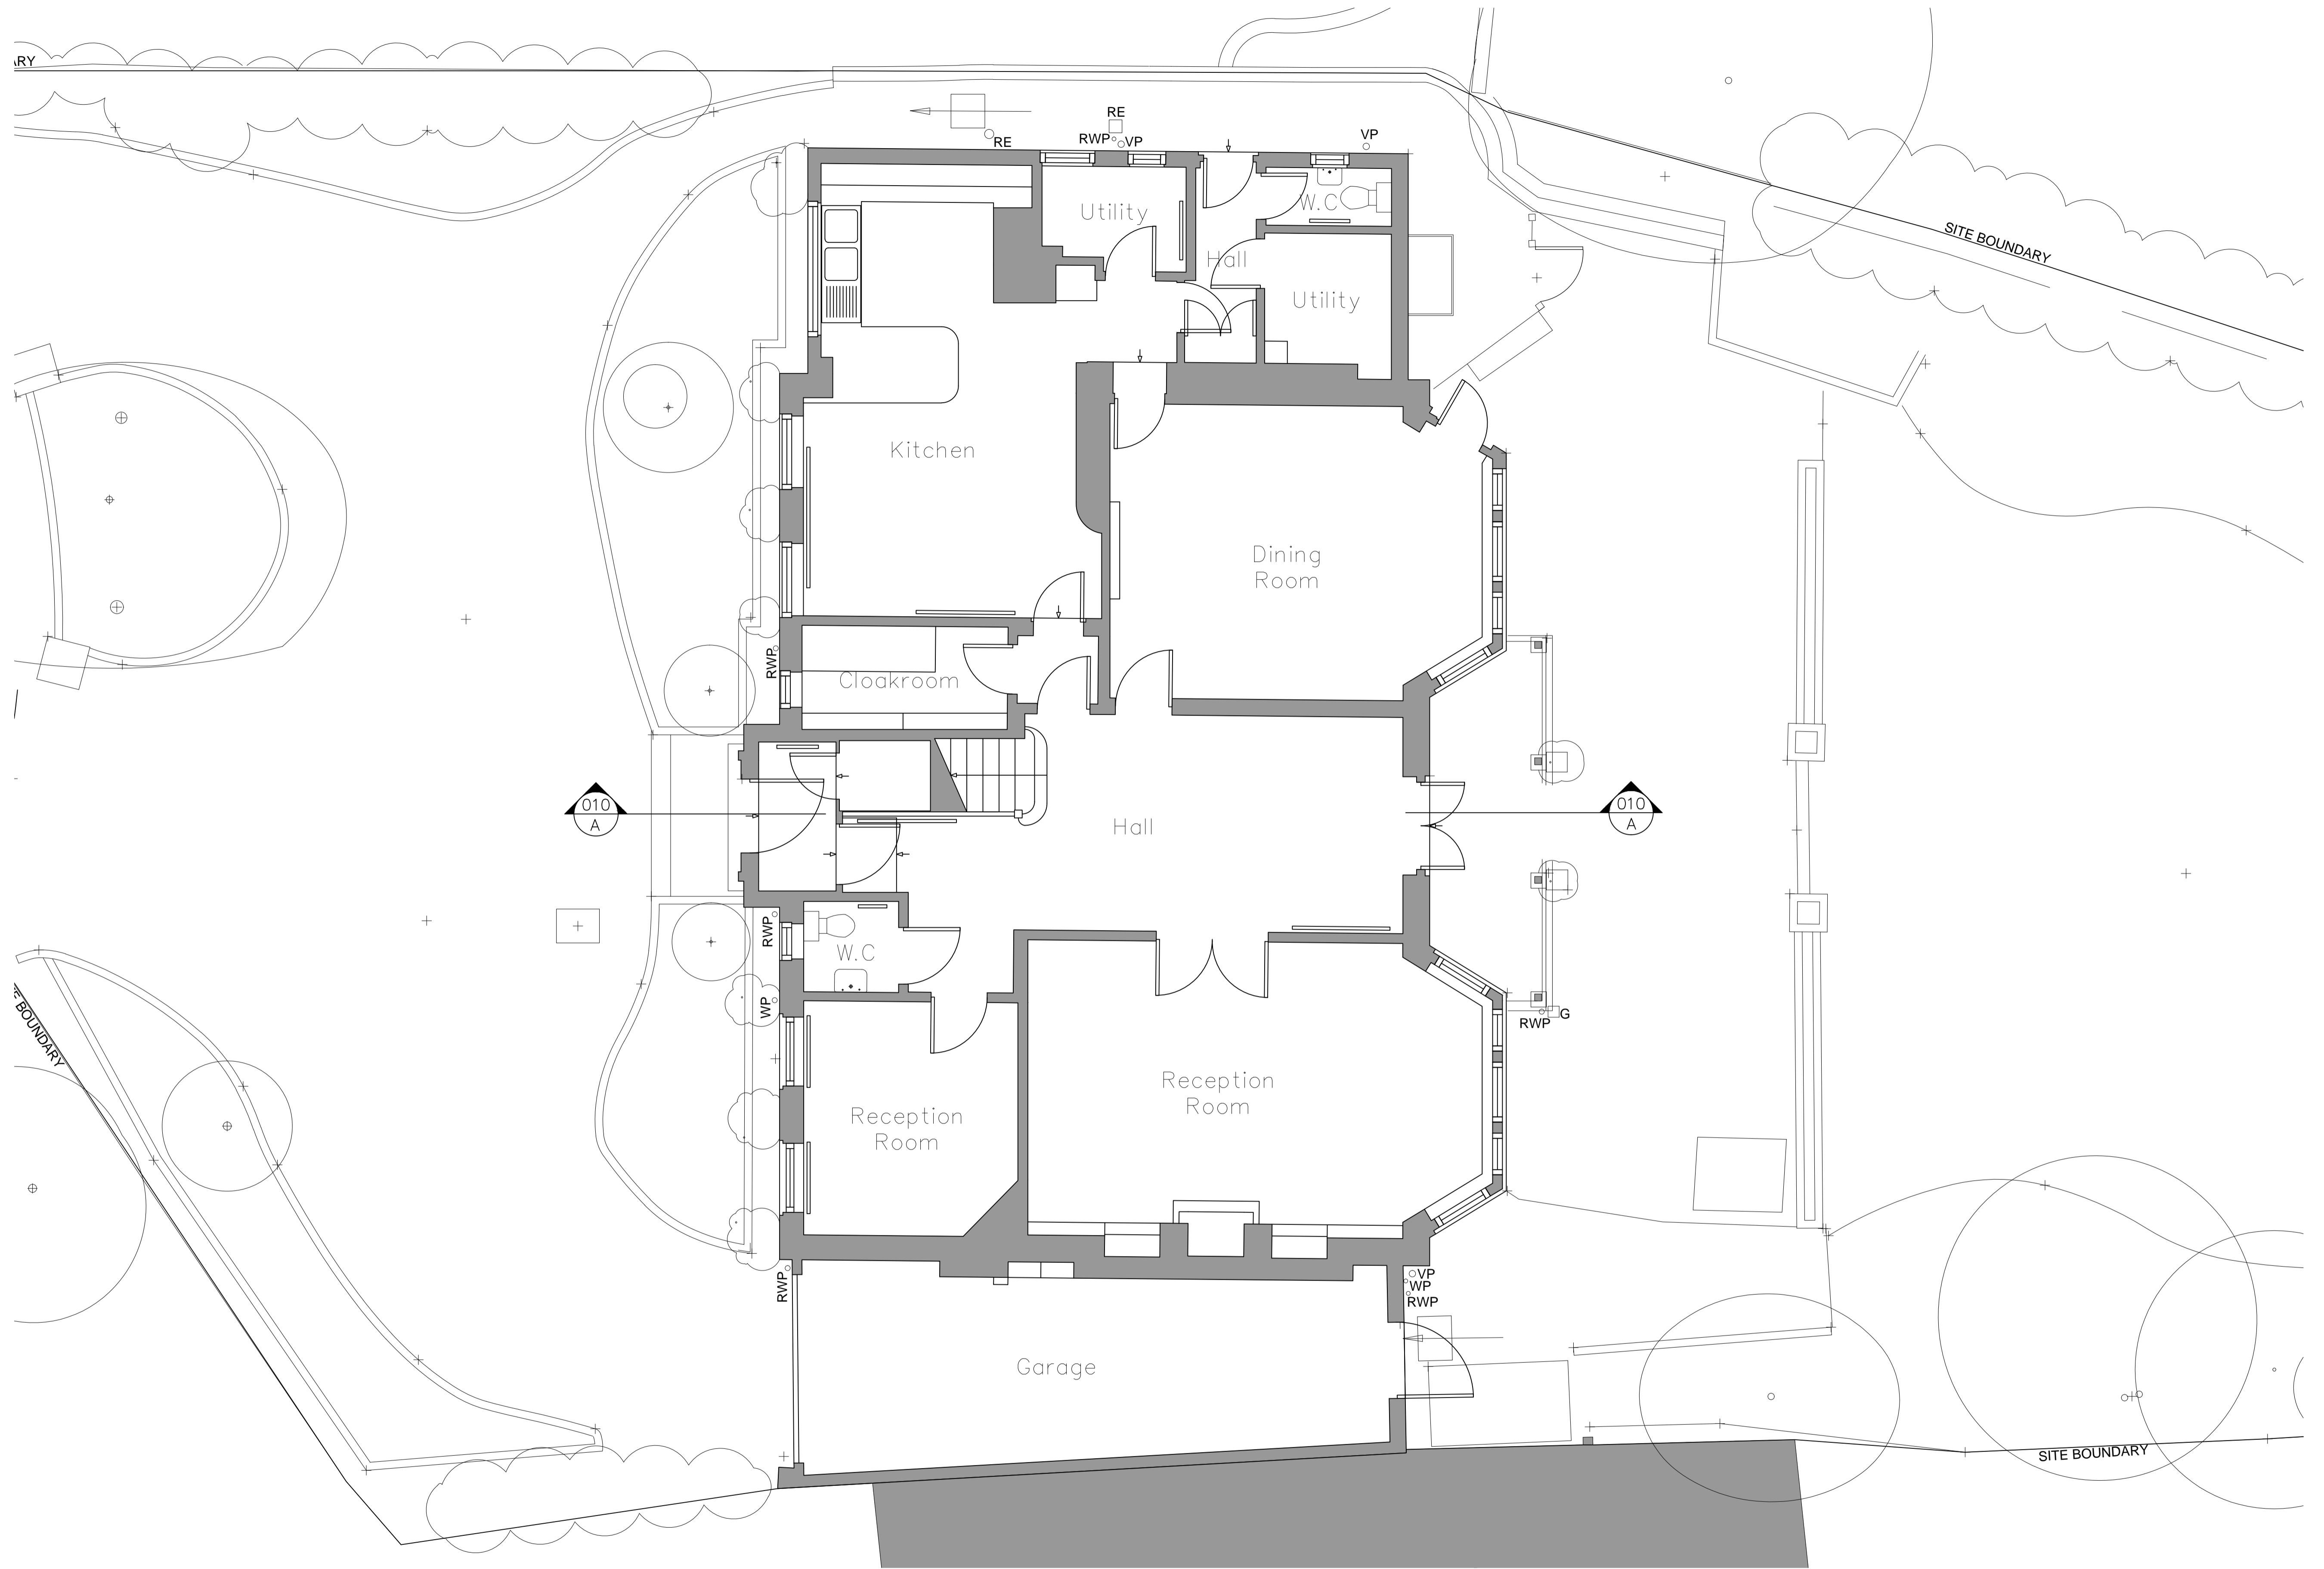 ARY
RE
RWP
VP
RE
VP
Utility
W.C
Hall
Utility
SITE BOUNDARY
Kitchen
Dining
Room
RWP
Cloakroom
010
A
Hall
010
A
RWP
W.C
WP
E BOUNDARY
RWP
G
Reception
Room
Reception
Room
RWP
VP
WP
RWP
Garage
SITE BOUNDARY